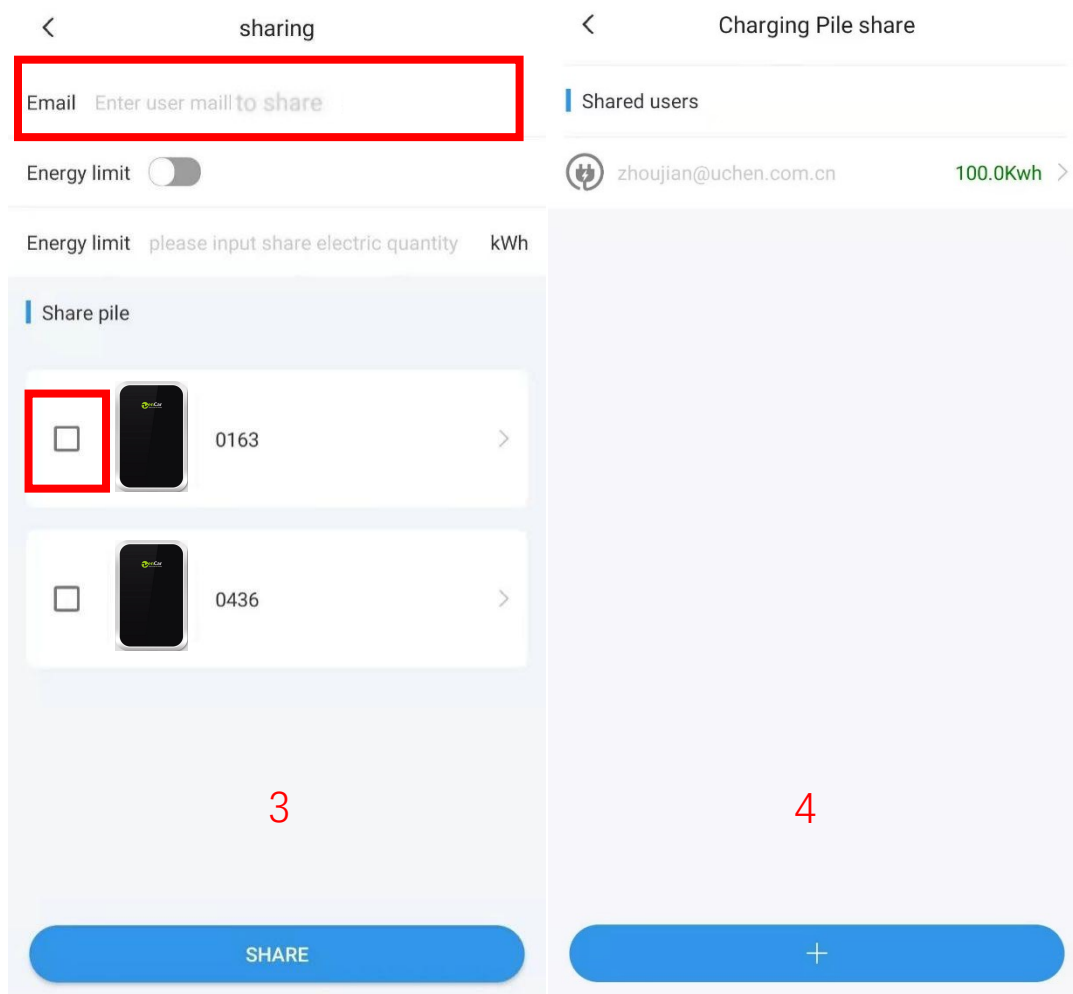 sharing
Email Enter user maill to share
Energy limit
Energy limit please input share electric quantity kWh
Share pile
0163
0436
3
SHARE
Charging Pile share
Shared users
zhoujian@uchen.com.cn 100.0Kwh
4
+